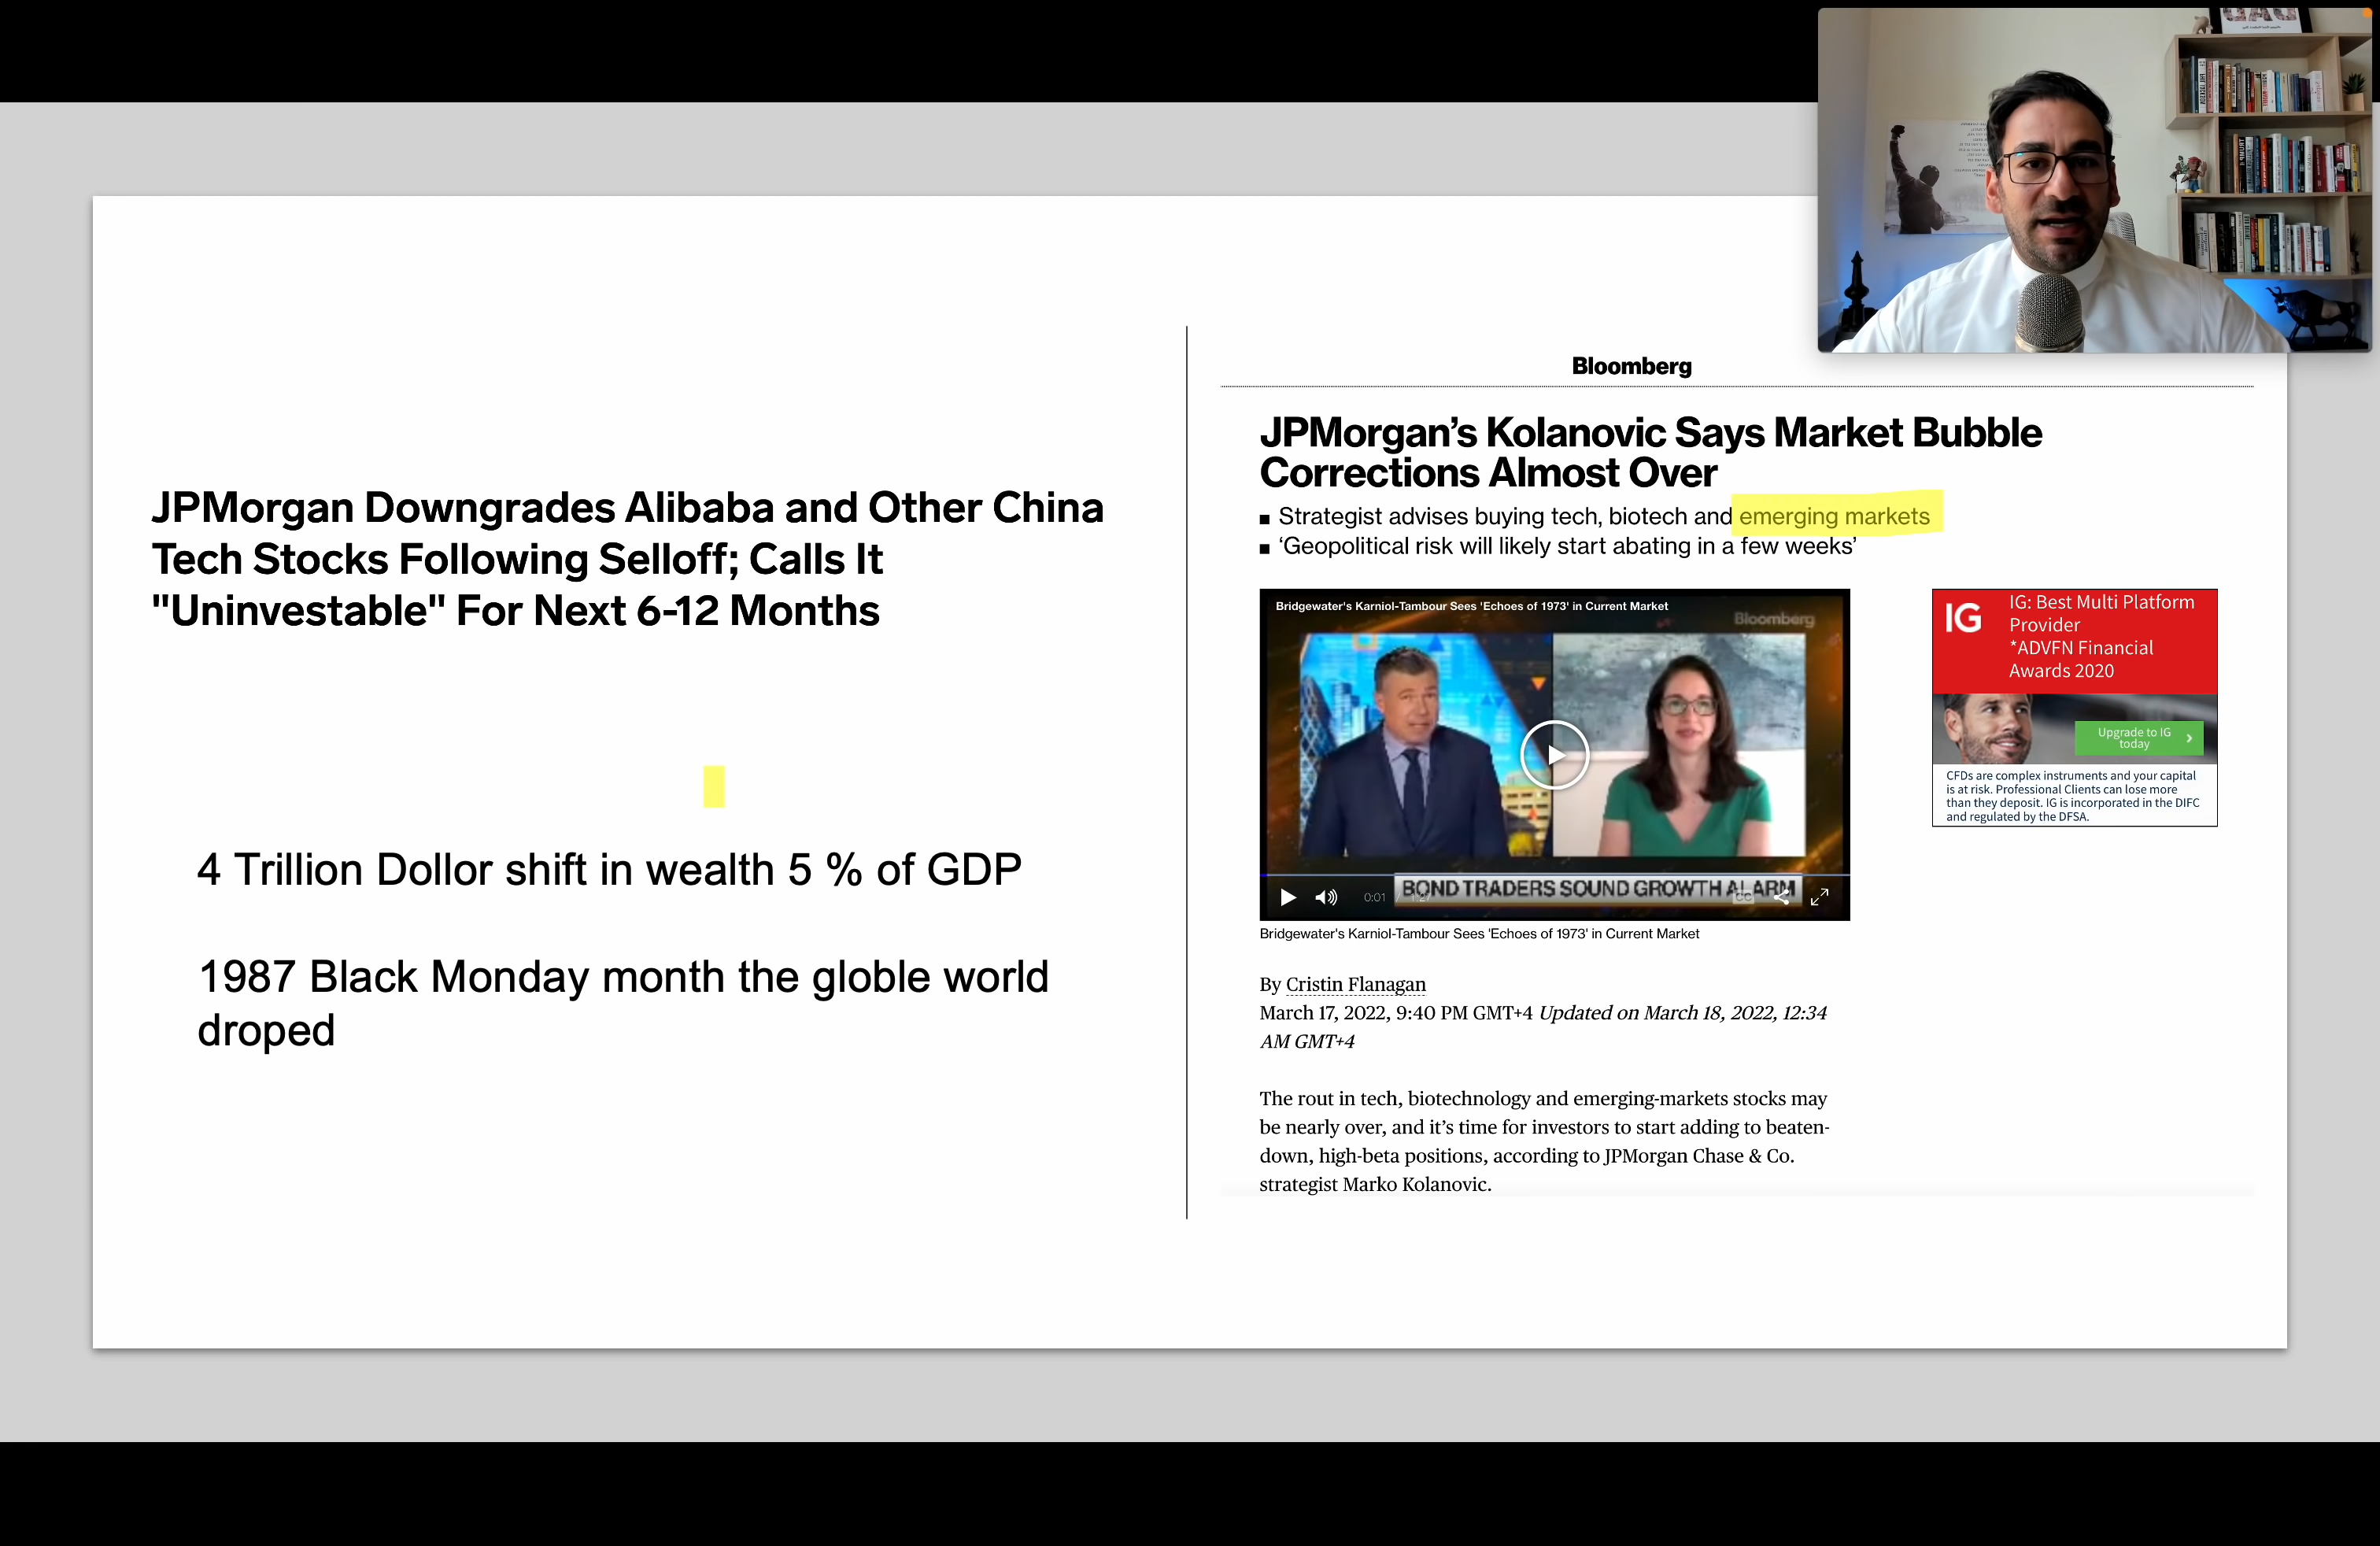 JPMorgan Downgrades Alibaba and Other China
Tech Stocks Following Selloff; Calls It
"Uninvestable" For Next 6-12 Months
4 Trillion Dollor shift in wealth 5 % of GDP
1987 Black Monday month the globle world
droped
Bloomberg
JPMorgan’s Kolanovic Says Market Bubble
Corrections Almost Over
■ Strategist advises buying tech, biotech and emerging markets
■ ‘Geopolitical risk will likely start abating in a few weeks’
Bridgewater's Karniol-Tambour Sees 'Echoes of 1973' in Current Market
Bloomberg
BOND TRADERS SOUND GROWTH ALARM
0:01
CC
Bridgewater's Karniol-Tambour Sees 'Echoes of 1973' in Current Market
IG
IG: Best Multi Platform
Provider
*ADVFN Financial
Awards 2020
Upgrade to IG
today
CFDs are complex instruments and your capital
is at risk. Professional Clients can lose more
than they deposit. IG is incorporated in the DIFC
and regulated by the DFSA.
By Cristin Flanagan
March 17, 2022, 9:40 PM GMT+4 Updated on March 18, 2022, 12:34
AM GMT+4
The rout in tech, biotechnology and emerging-markets stocks may
be nearly over, and it’s time for investors to start adding to beaten-
down, high-beta positions, according to JPMorgan Chase & Co.
strategist Marko Kolanovic.